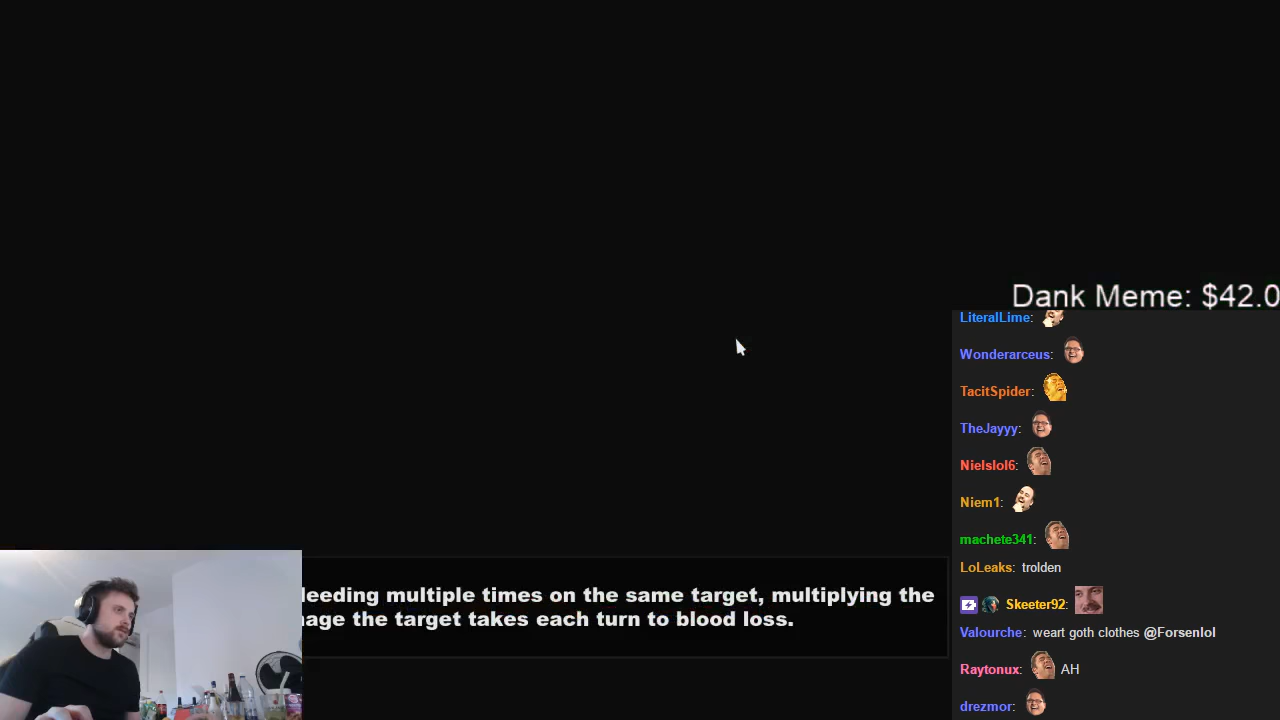 Dank Meme: $42.0
LiteralLime:
Wonderarceus:
TacitSpider:
TheJayyy:
Nielslol6:
Niem1:
machete341:
LoLeaks: trolden
Skeeter92:
Valourche: weart goth clothes @Forsenlol
Raytonux: AH
drezmor:
leeding multiple times on the same target, multiplying the
age the target takes each turn to blood loss.